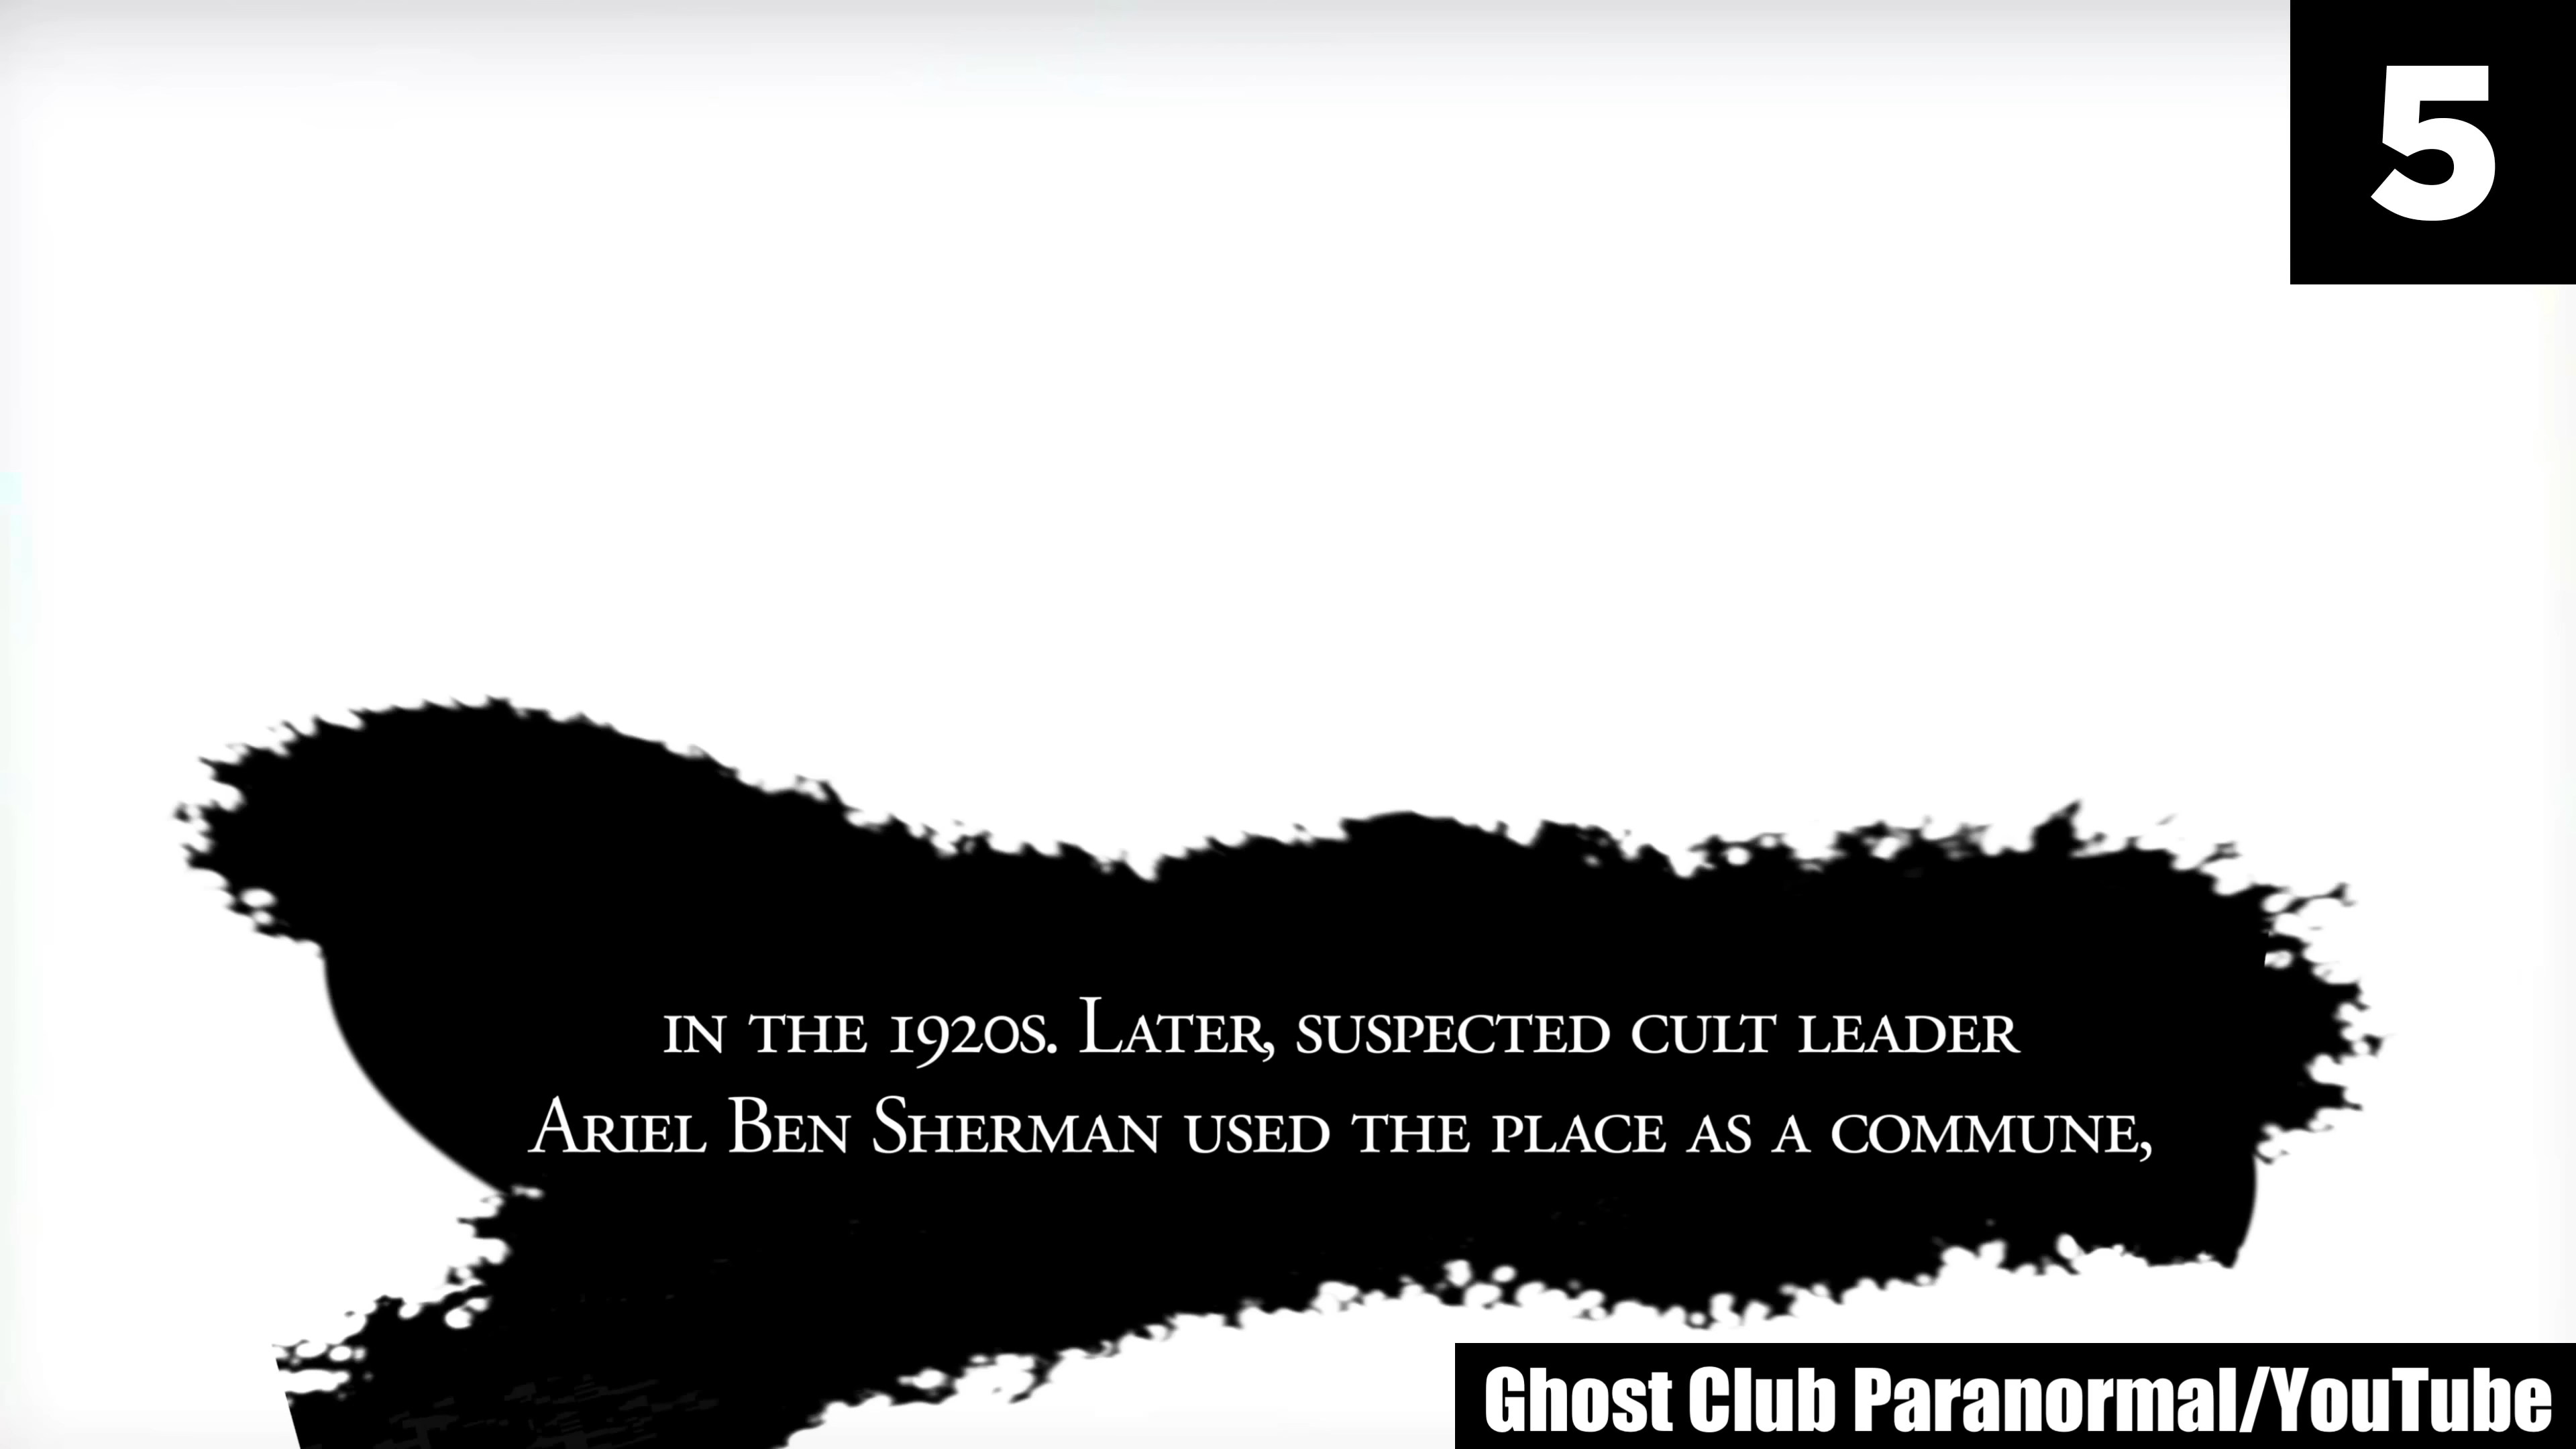 5
in the 1920s. Later, suspected cult leader
Ariel Ben Sherman used the place as a commune,
Ghost Club Paranormal/YouTube